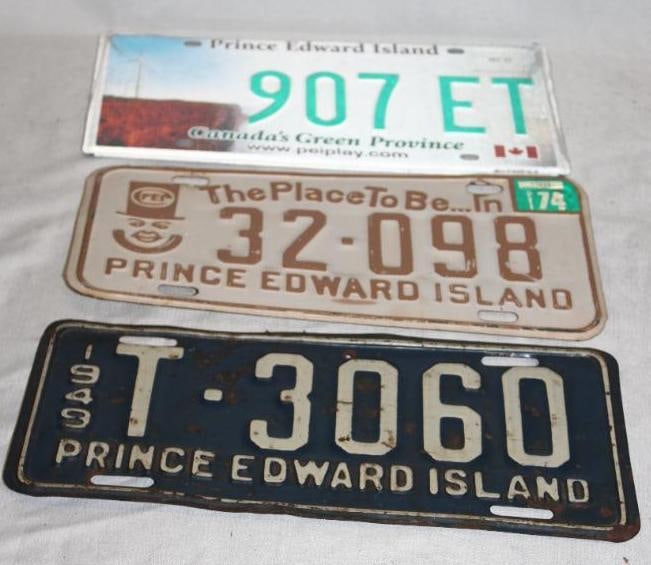 Prince Edward Island
907 ET
Canada's Green Province
www.peiplay.com
PEI
The Place To Be...In
74
32·098
PRINCE EDWARD ISLAND
1949
T·3060
PRINCE EDWARD ISLAND